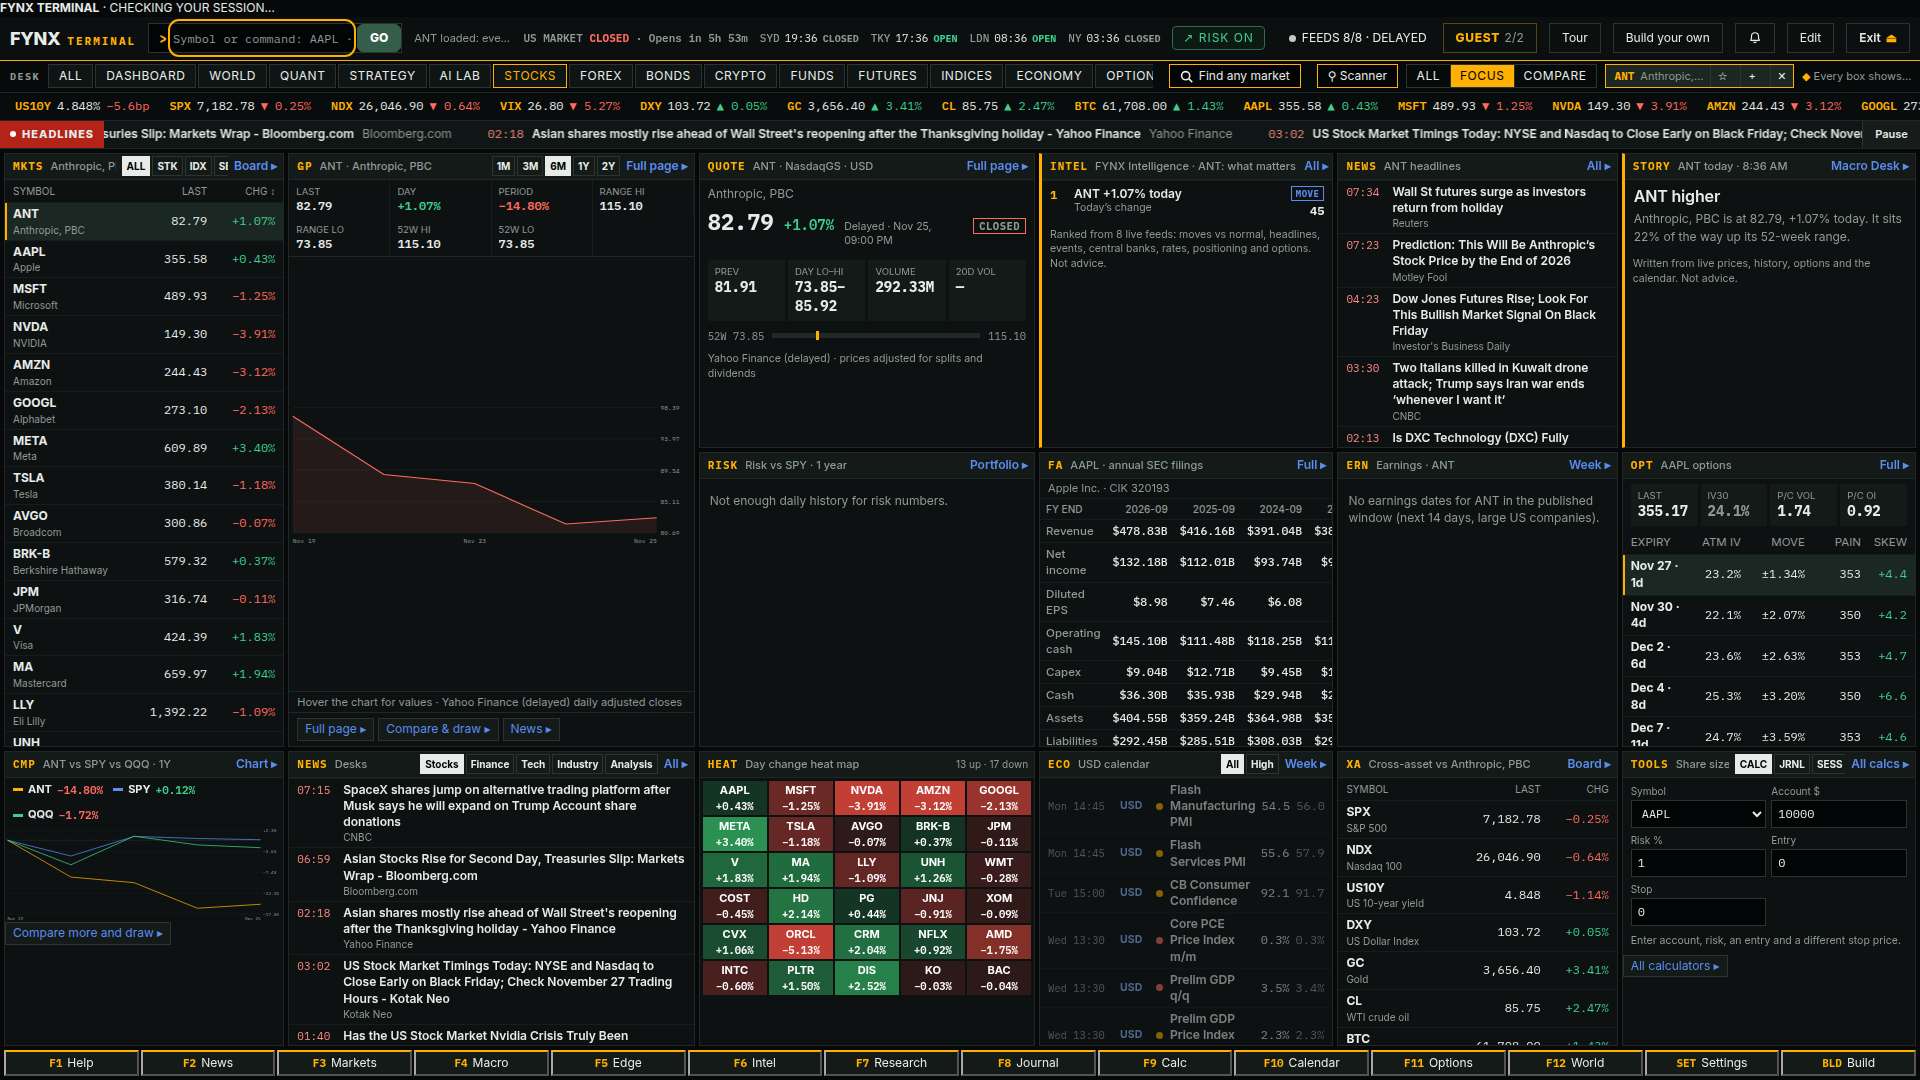 FYNX TERMINAL · CHECKING YOUR SESSION...
FYNX TERMINAL
> Symbol or command: AAPL · GO
ANT loaded: eve...
US MARKET CLOSED · Opens in 5h 53m
SYD 19:36 CLOSED TKY 17:36 OPEN LDN 08:36 OPEN NY 03:36 CLOSED
↗ RISK ON
FEEDS 8/8 · DELAYED
GUEST 2/2
Tour
Build your own
Edit
Exit
DESK ALL DASHBOARD WORLD QUANT STRATEGY AI LAB STOCKS FOREX BONDS CRYPTO FUNDS FUTURES INDICES ECONOMY OPTION
Find any market
Scanner
ALL FOCUS COMPARE
ANT Anthropic,... ☆ + ✕
◆ Every box shows...
US10Y 4.848% −5.6bp SPX 7,182.78 ▼ 0.25% NDX 26,046.90 ▼ 0.64% VIX 26.80 ▼ 5.27% DXY 103.72 ▲ 0.05% GC 3,656.40 ▲ 3.41% CL 85.75 ▲ 2.47% BTC 61,708.00 ▲ 1.43% AAPL 355.58 ▲ 0.43% MSFT 489.93 ▼ 1.25% NVDA 149.30 ▼ 3.91% AMZN 244.43 ▼ 3.12% GOOGL 273
HEADLINES
suries Slip: Markets Wrap - Bloomberg.com Bloomberg.com 02:18 Asian shares mostly rise ahead of Wall Street's reopening after the Thanksgiving holiday - Yahoo Finance Yahoo Finance 03:02 US Stock Market Timings Today: NYSE and Nasdaq to Close Early on Black Friday; Check Nove
Pause
MKTS Anthropic, P ALL STK IDX Board ▸
SYMBOL LAST CHG ↕
ANT 82.79 +1.07%
Anthropic, PBC
AAPL 355.58 +0.43%
Apple
MSFT 489.93 −1.25%
Microsoft
NVDA 149.30 −3.91%
NVIDIA
AMZN 244.43 −3.12%
Amazon
GOOGL 273.10 −2.13%
Alphabet
META 609.89 +3.40%
Meta
TSLA 380.14 −1.18%
Tesla
AVGO 300.86 −0.07%
Broadcom
BRK-B 579.32 +0.37%
Berkshire Hathaway
JPM 316.74 −0.11%
JPMorgan
V 424.39 +1.83%
Visa
MA 659.97 +1.94%
Mastercard
LLY 1,392.22 −1.09%
Eli Lilly
UNH
GP ANT · Anthropic, PBC 1M 3M 6M 1Y 2Y Full page ▸
LAST DAY PERIOD RANGE HI
82.79 +1.07% −14.80% 115.10
RANGE LO 52W HI 52W LO
73.85 115.10 73.85
98.39
93.97
89.54
85.11
80.69
Nov 19 Nov 23 Nov 25
Hover the chart for values · Yahoo Finance (delayed) daily adjusted closes
Full page ▸ Compare & draw ▸ News ▸
QUOTE ANT · NasdaqGS · USD Full page ▸
Anthropic, PBC
82.79 +1.07% Delayed · Nov 25, 09:00 PM CLOSED
PREV DAY LO–HI VOLUME 20D VOL
81.91 73.85–85.92 292.33M —
52W 73.85 115.10
Yahoo Finance (delayed) · prices adjusted for splits and
dividends
INTEL FYNX Intelligence · ANT: what matters All ▸
1 ANT +1.07% today MOVE
Today's change 45
Ranked from 8 live feeds: moves vs normal, headlines,
events, central banks, rates, positioning and options.
Not advice.
NEWS ANT headlines All ▸
07:34 Wall St futures surge as investors
return from holiday
Reuters
07:23 Prediction: This Will Be Anthropic's
Stock Price by the End of 2026
Motley Fool
04:23 Dow Jones Futures Rise; Look For
This Bullish Market Signal On Black
Friday
Investor's Business Daily
03:30 Two Italians killed in Kuwait drone
attack; Trump says Iran war ends
‘whenever I want it’
CNBC
02:13 Is DXC Technology (DXC) Fully
STORY ANT today · 8:36 AM Macro Desk ▸
ANT higher
Anthropic, PBC is at 82.79, +1.07% today. It sits
22% of the way up its 52-week range.
Written from live prices, history, options and the
calendar. Not advice.
RISK Risk vs SPY · 1 year Portfolio ▸
Not enough daily history for risk numbers.
FA AAPL · annual SEC filings Full ▸
Apple Inc. · CIK 320193
FY END 2026-09 2025-09 2024-09 2
Revenue $478.83B $416.16B $391.04B $38
Net income $132.18B $112.01B $93.74B $9
Diluted EPS $8.98 $7.46 $6.08
Operating cash $145.10B $111.48B $118.25B $11
Capex $9.04B $12.71B $9.45B $1
Cash $36.30B $35.93B $29.94B $2
Assets $404.55B $359.24B $364.98B $35
Liabilities $292.45B $285.51B $308.03B $29
ERN Earnings · ANT Week ▸
No earnings dates for ANT in the published
window (next 14 days, large US companies).
OPT AAPL options Full ▸
LAST IV30 P/C VOL P/C OI
355.17 24.1% 1.74 0.92
EXPIRY ATM IV MOVE PAIN SKEW
Nov 27 · 1d 23.2% ±1.34% 353 +4.4
Nov 30 · 4d 22.1% ±2.07% 350 +4.2
Dec 2 · 6d 23.6% ±2.63% 353 +4.7
Dec 4 · 8d 25.3% ±3.20% 350 +6.6
Dec 7 · 11d 24.7% ±3.59% 353 +4.6
CMP ANT vs SPY vs QQQ · 1Y Chart ▸
ANT −14.80% SPY +0.12%
QQQ −1.72%
Compare more and draw ▸
NEWS Desks Stocks Finance Tech Industry Analysis All ▸
07:15 SpaceX shares jump on alternative trading platform after
Musk says he will expand on Trump Account share
donations
CNBC
06:59 Asian Stocks Rise for Second Day, Treasuries Slip: Markets
Wrap - Bloomberg.com
Bloomberg.com
02:18 Asian shares mostly rise ahead of Wall Street's reopening
after the Thanksgiving holiday - Yahoo Finance
Yahoo Finance
03:02 US Stock Market Timings Today: NYSE and Nasdaq to
Close Early on Black Friday; Check November 27 Trading
Hours - Kotak Neo
Kotak Neo
01:40 Has the US Stock Market Nvidia Crisis Truly Been
HEAT Day change heat map 13 up · 17 down
AAPL MSFT NVDA AMZN GOOGL
+0.43% −1.25% −3.91% −3.12% −2.13%
META TSLA AVGO BRK-B JPM
+3.40% −1.18% −0.07% +0.37% −0.11%
V MA LLY UNH WMT
+1.83% +1.94% −1.09% +1.26% −0.28%
COST HD PG JNJ XOM
−0.45% +2.14% +0.44% −0.91% −0.09%
CVX ORCL CRM NFLX AMD
+1.06% −5.13% +2.04% +0.92% −1.75%
INTC PLTR DIS KO BAC
−0.60% +1.50% +2.52% −0.03% −0.04%
ECO USD calendar All High Week ▸
Mon 14:45 USD Flash Manufacturing PMI 54.5 56.0
Mon 14:45 USD Flash Services PMI 55.6 57.9
Tue 15:00 USD CB Consumer Confidence 92.1 91.7
Wed 13:30 USD Core PCE Price Index m/m 0.3% 0.3%
Wed 13:30 USD Prelim GDP q/q 3.5% 3.4%
Wed 13:30 USD Prelim GDP Price Index 2.3% 2.3%
XA Cross-asset vs Anthropic, PBC Board ▸
SYMBOL LAST CHG
SPX 7,182.78 −0.25%
S&P 500
NDX 26,046.90 −0.64%
Nasdaq 100
US10Y 4.848 −1.14%
US 10-year yield
DXY 103.72 +0.05%
US Dollar Index
GC 3,656.40 +3.41%
Gold
CL 85.75 +2.47%
WTI crude oil
BTC 61,708.00 +1.43%
TOOLS Share size CALC JRNL SESS All calcs ▸
Symbol Account $
AAPL 10000
Risk % Entry
1 0
Stop
0
Enter account, risk, an entry and a different stop price.
All calculators ▸
F1 Help F2 News F3 Markets F4 Macro F5 Edge F6 Intel F7 Research F8 Journal F9 Calc F10 Calendar F11 Options F12 World SET Settings BLD Build